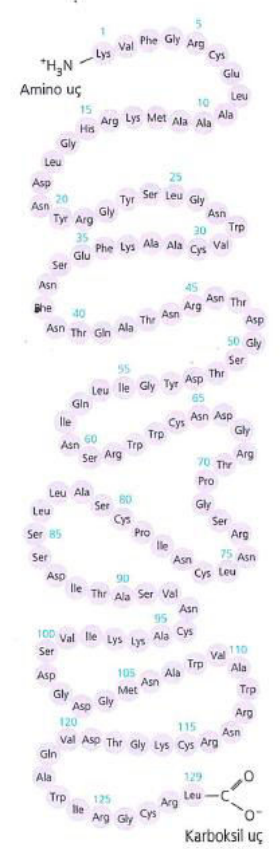 1 5
Lys Val Phe Gly Arg Cys
⁺H₃N
Amino uç
Glu
Leu
15 10
His Arg Lys Met Ala Ala Ala
Gly
Leu
Asp
Asn
20 25
Tyr Arg Gly Tyr Ser Leu Gly Asn
Trp
35 30
Ser Glu Phe Lys Ala Ala Cys Val
Asn
Phe
40 45
Asn Thr Gln Ala Thr Asn Arg Asn Thr
Asp
50 Gly
55 Ser
Gln Leu Ile Gly Tyr Asp Thr
Ile
60 65
Asn Ser Arg Trp Trp Cys Asn Asp
Gly
Arg
70 Thr
Pro
Gly
Ser
Arg
75 Asn
Leu Ala Ser 80 Cys Pro Ile Asn Cys Leu
Leu
Ser 85
Ser
90
Asp Ile Thr Ala Ser Val
Asn
100 95
Ser Val Ile Lys Lys Ala Cys
Asp
105 110
Gly Asp Gly Met Asn Ala Trp Val Ala
Trp
Arg
120 115
Gln Val Asp Thr Gly Lys Cys Arg Asn
Ala
125 129
Trp Ile Arg Gly Cys Arg Leu C O
O⁻
Karboksil uç